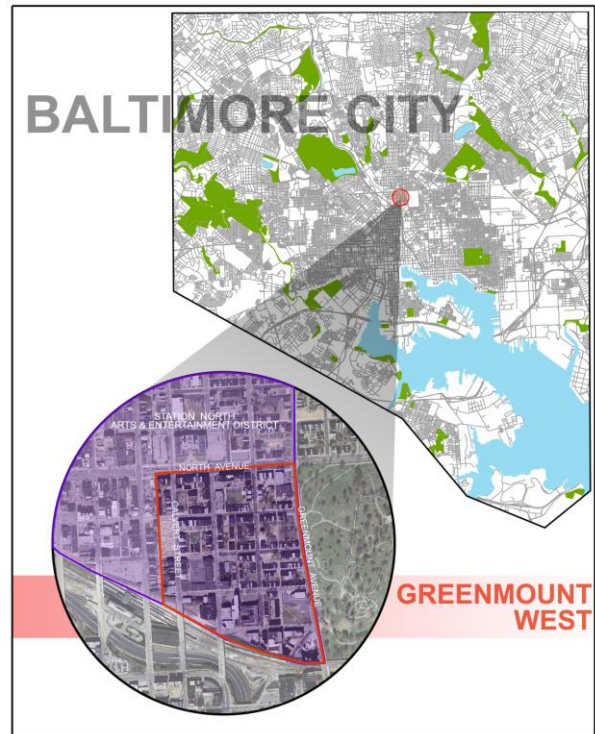 BALTIMORE CITY
STATION NORTH
ARTS & ENTERTAINMENT DISTRICT
NORTH AVENUE
CALVERT STREET
GREENMOUNT AVENUE
GREENMOUNT
WEST